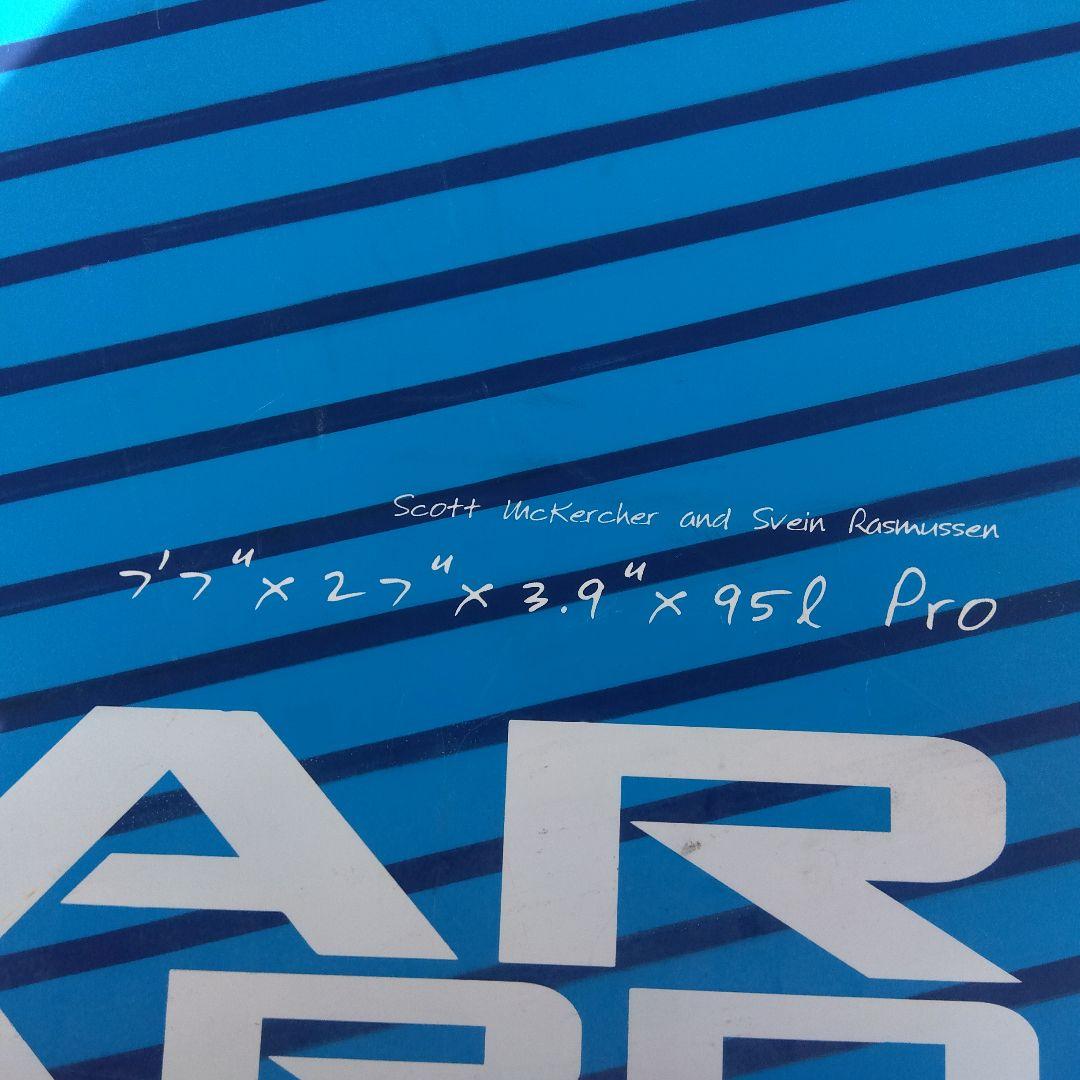 Scott McKercher and Svein Rasmussen
7'7" x 27" x 3.9" x 95l Pro
AR